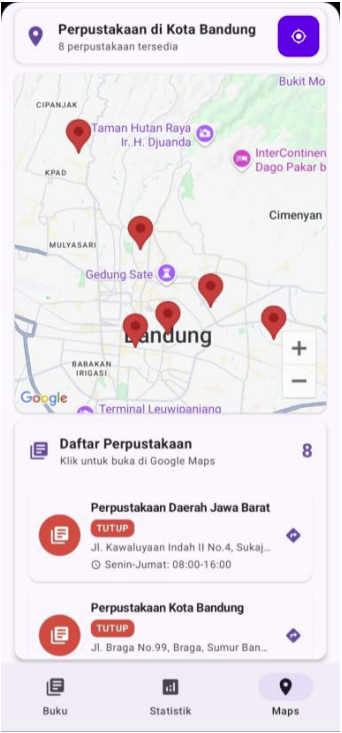 Perpustakaan di Kota Bandung
8 perpustakaan tersedia
Bukit Mo
CIPANJAK
Taman Hutan Raya
Ir. H. Djuanda
InterContinen
Dago Pakar b
KPAD
Cimenyan
MULYASARI
Gedung Sate
Bandung
+
BABAKAN
IRIGASI
−
Google
Terminal Leuwipanjang
Daftar Perpustakaan
Klik untuk buka di Google Maps
8
Perpustakaan Daerah Jawa Barat
TUTUP
Jl. Kawaluyaan Indah II No.4, Sukaj...
Senin-Jumat: 08:00-16:00
Perpustakaan Kota Bandung
TUTUP
Jl. Braga No.99, Braga, Sumur Ban...
Buku
Statistik
Maps